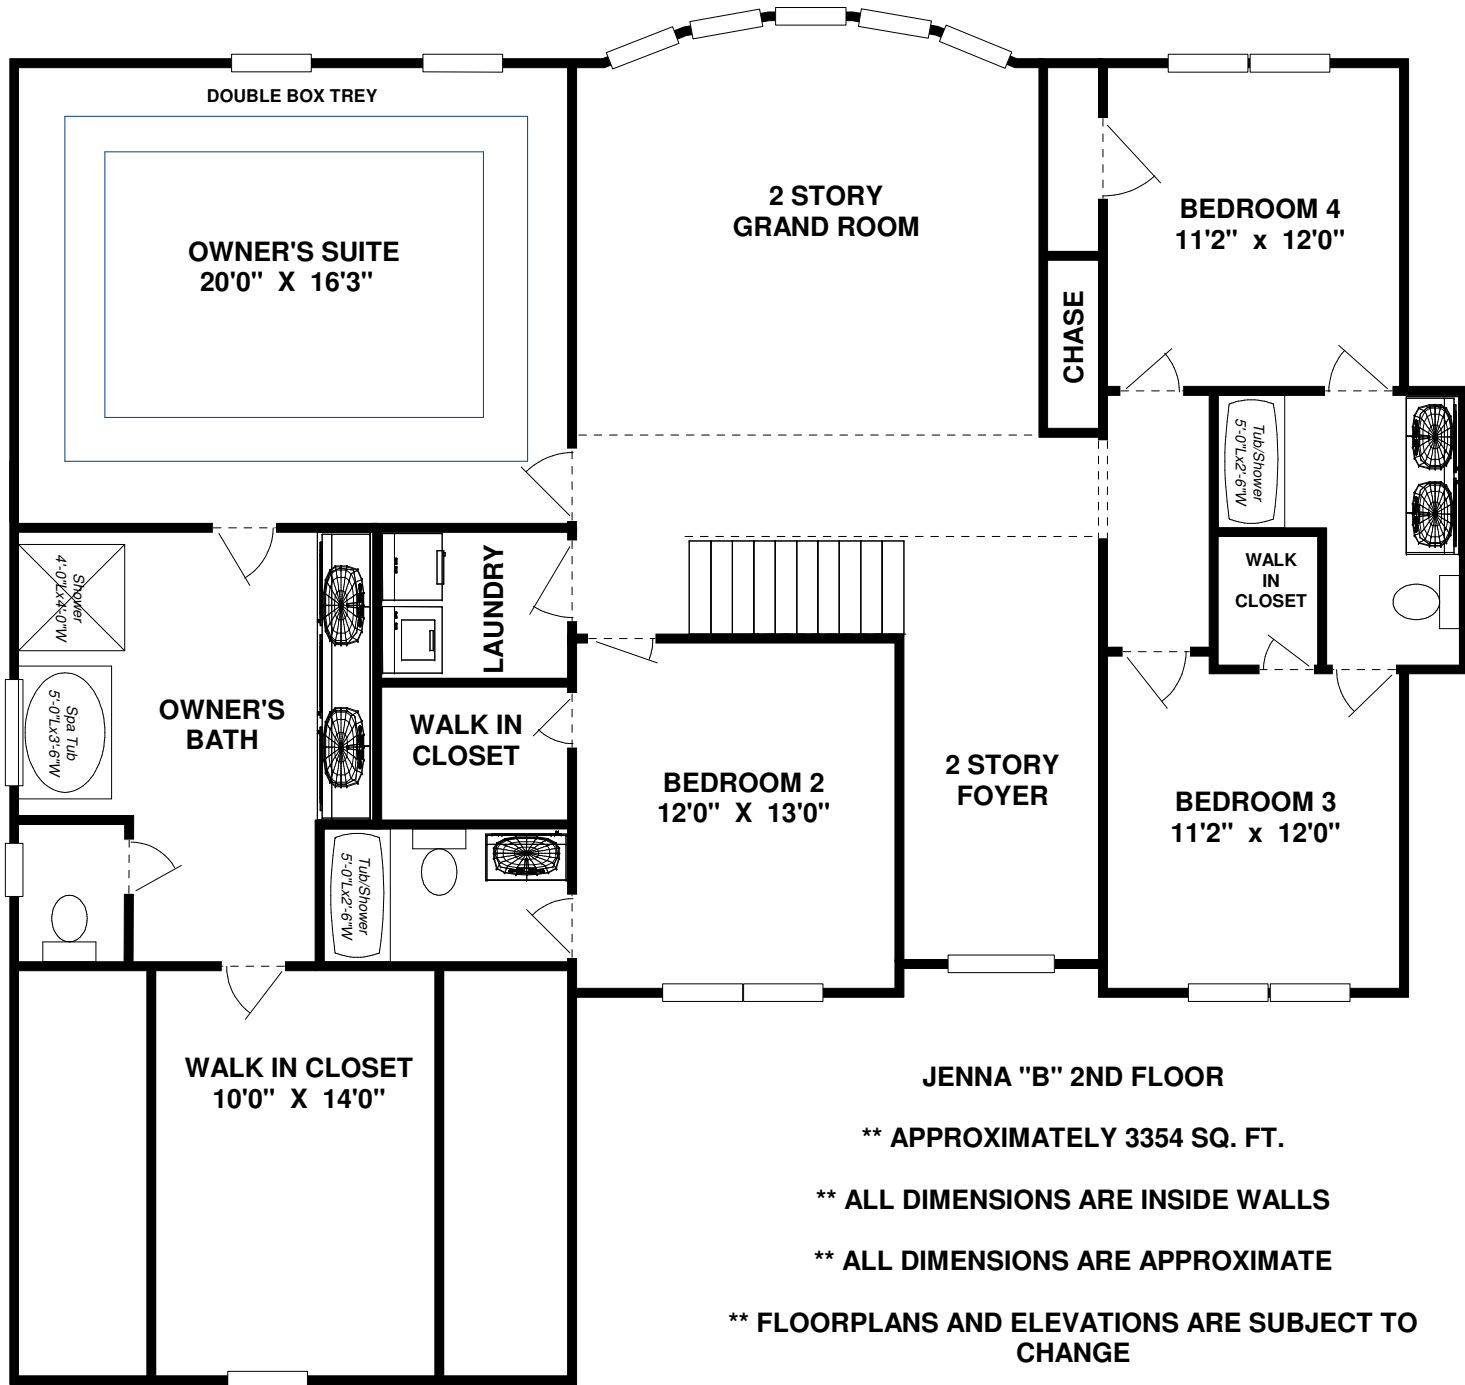 DOUBLE BOX TREY
OWNER'S SUITE
20'0" X 16'3"
2 STORY
GRAND ROOM
BEDROOM 4
11'2" x 12'0"
CHASE
Tub/Shower
5'-0"Lx2'-6"W
WALK
IN
CLOSET
Shower
4'-0"Lx4'-0"W
LAUNDRY
Spa Tub
5'-0"Lx3'-6"W
OWNER'S
BATH
WALK IN
CLOSET
BEDROOM 2
12'0" X 13'0"
2 STORY
FOYER
BEDROOM 3
11'2" x 12'0"
Tub/Shower
5'-0"Lx2'-6"W
WALK IN CLOSET
10'0" X 14'0"
JENNA "B" 2ND FLOOR
** APPROXIMATELY 3354 SQ. FT.
** ALL DIMENSIONS ARE INSIDE WALLS
** ALL DIMENSIONS ARE APPROXIMATE
** FLOORPLANS AND ELEVATIONS ARE SUBJECT TO
CHANGE